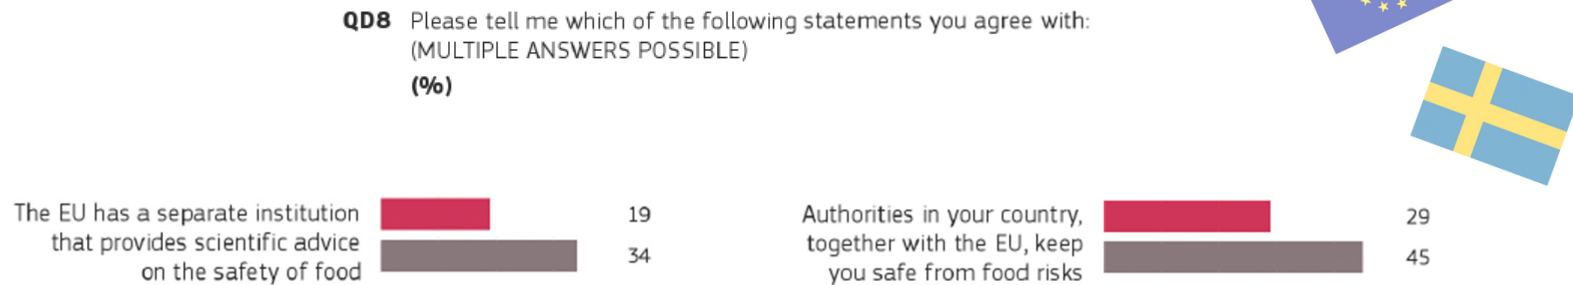 QD8 Please tell me which of the following statements you agree with:
(MULTIPLE ANSWERS POSSIBLE)
(%)
The EU has a separate institution
that provides scientific advice
on the safety of food
19
34
Authorities in your country,
together with the EU, keep
you safe from food risks
29
45